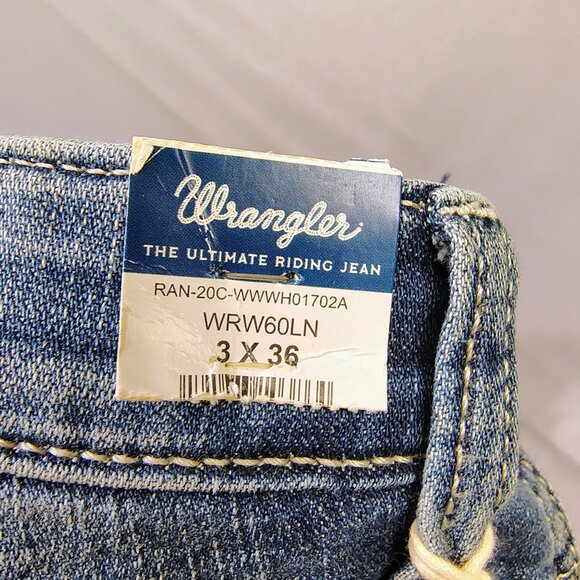 Wrangler
THE ULTIMATE RIDING JEAN
RAN-20C-WWWH01702A
WRW60LN
3 X 36